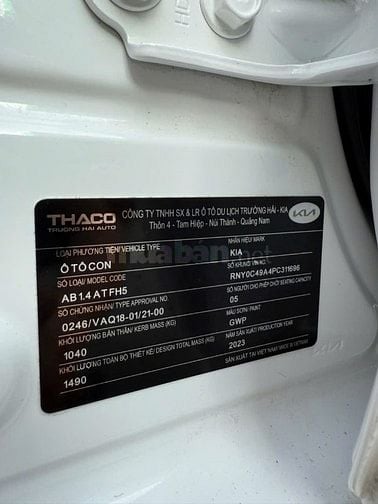 THACO
TRUONG HAI AUTO
CÔNG TY TNHH SX & LR Ô TÔ DU LỊCH TRƯỜNG HẢI - KIA
Thôn 4 - Tam Hiệp - Núi Thành - Quảng Nam
KIA
LOẠI PHƯƠNG TIỆN/ VEHICLE TYPE
NHÃN HIỆU/ MARK
Ô TÔ CON
KIA
SỐ LOẠI/ MODEL CODE
SỐ KHUNG/ VIN NO.
AB 1.4 AT FH5
RNY0C49A4PC311696
SỐ CHỨNG NHẬN/ TYPE APPROVAL NO.
SỐ NGƯỜI CHO PHÉP CHỞ/ SEATING CAPACITY
0246/VAQ18-01/21-00
05
KHỐI LƯỢNG BẢN THÂN/ KERB MASS (KG)
MÀU SƠN/ PAINT
1040
GWP
KHỐI LƯỢNG TOÀN BỘ THIẾT KẾ/ DESIGN TOTAL MASS (KG)
NĂM SẢN XUẤT
1490
2023
SẢN XUẤT TẠI VIỆT NAM/ MADE IN VIETNAM